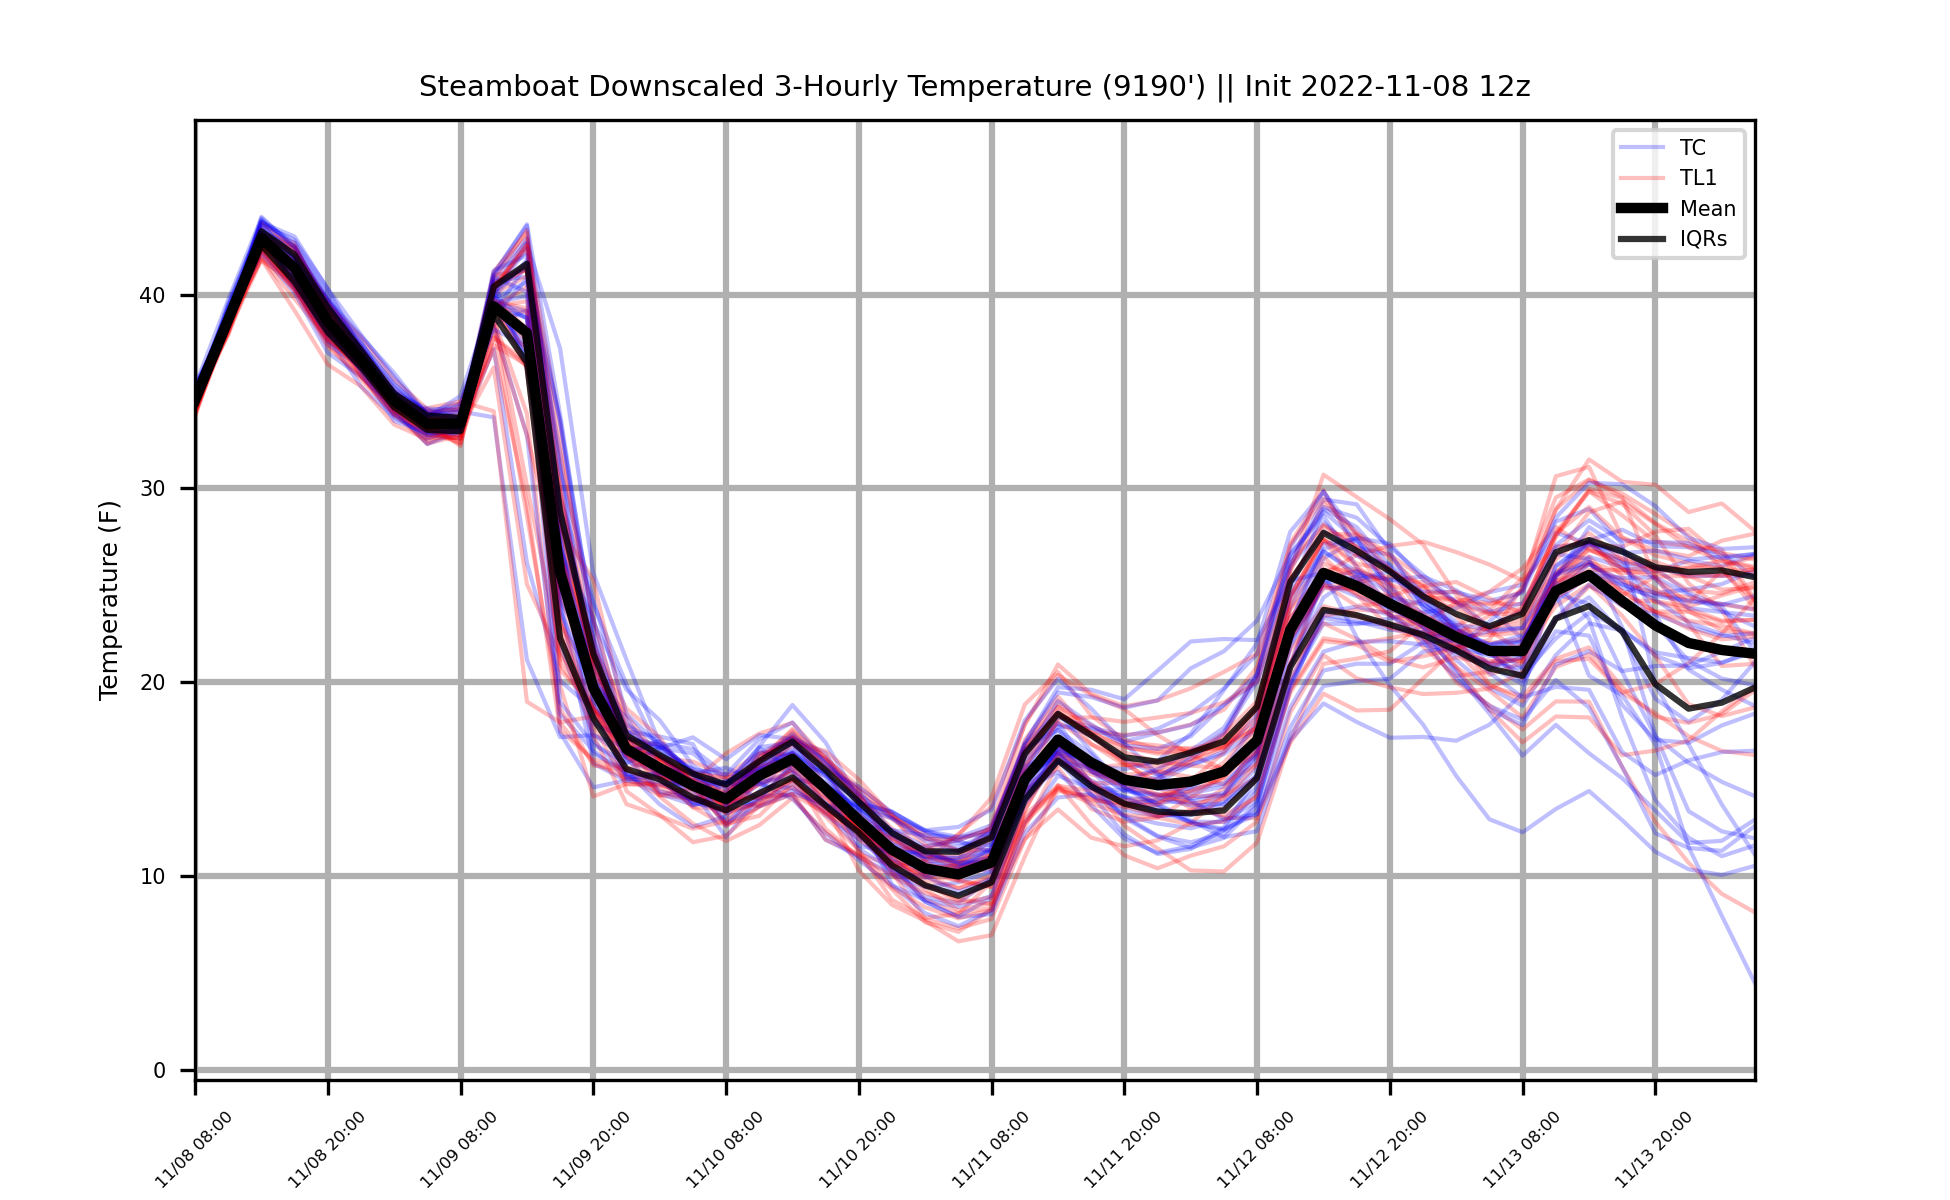 Steamboat Downscaled 3-Hourly Temperature (9190') || Init 2022-11-08 12z
TC
TL1
Mean
IQRs
Temperature (F)
40
30
20
10
0
11/08 08:00
11/08 20:00
11/09 08:00
11/09 20:00
11/10 08:00
11/10 20:00
11/11 08:00
11/11 20:00
11/12 08:00
11/12 20:00
11/13 08:00
11/13 20:00